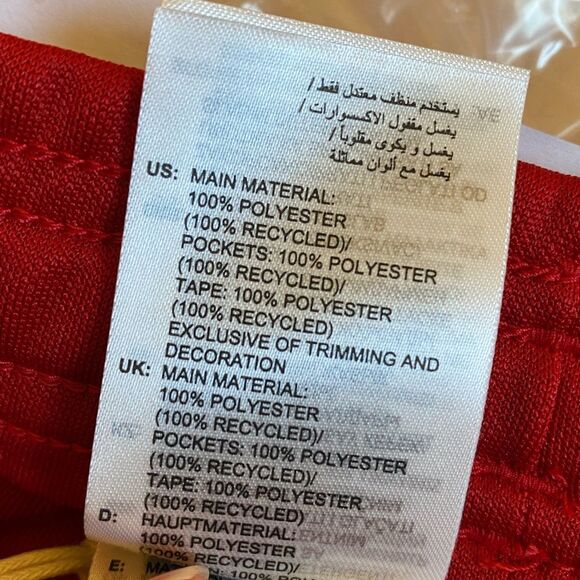 يستخدم منظف معتدل فقط/
يغسل مقفول الاكسسوارات/
يغسل و يكوى مقلوباً/
يغسل مع ألوان مماثلة
US: MAIN MATERIAL:
100% POLYESTER
(100% RECYCLED)/
POCKETS: 100% POLYESTER
(100% RECYCLED)/
TAPE: 100% POLYESTER
(100% RECYCLED)
EXCLUSIVE OF TRIMMING AND
DECORATION
UK: MAIN MATERIAL:
100% POLYESTER
(100% RECYCLED)/
POCKETS: 100% POLYESTER
(100% RECYCLED)/
TAPE: 100% POLYESTER
(100% RECYCLED)
D: HAUPTMATERIAL:
100% POLYESTER
(100% RECYCLED)/
E:
100% POLYESTER